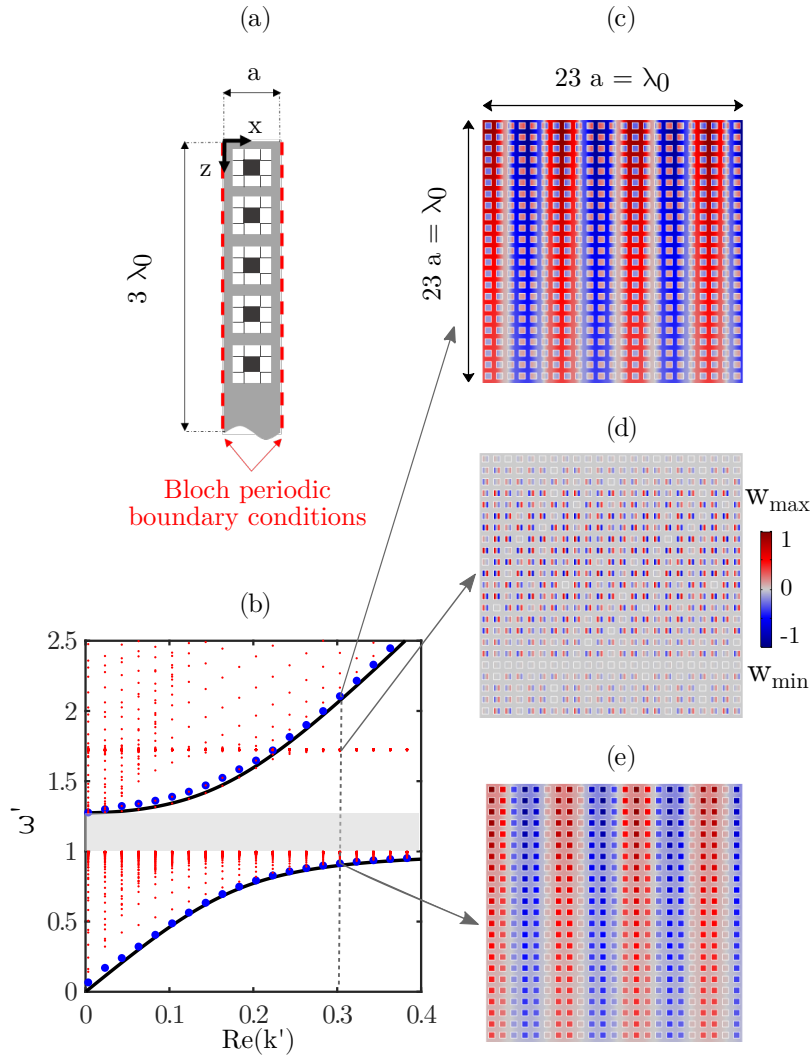 (a)
a
x
z
3 λ0
Bloch periodic
boundary conditions
(b)
2.5
2
1.5
1
0.5
0
ω'
0
0.1
0.2
0.3
0.4
Re(k')
(c)
23 a = λ0
23 a = λ0
(d)
wmax
1
0
-1
wmin
(e)